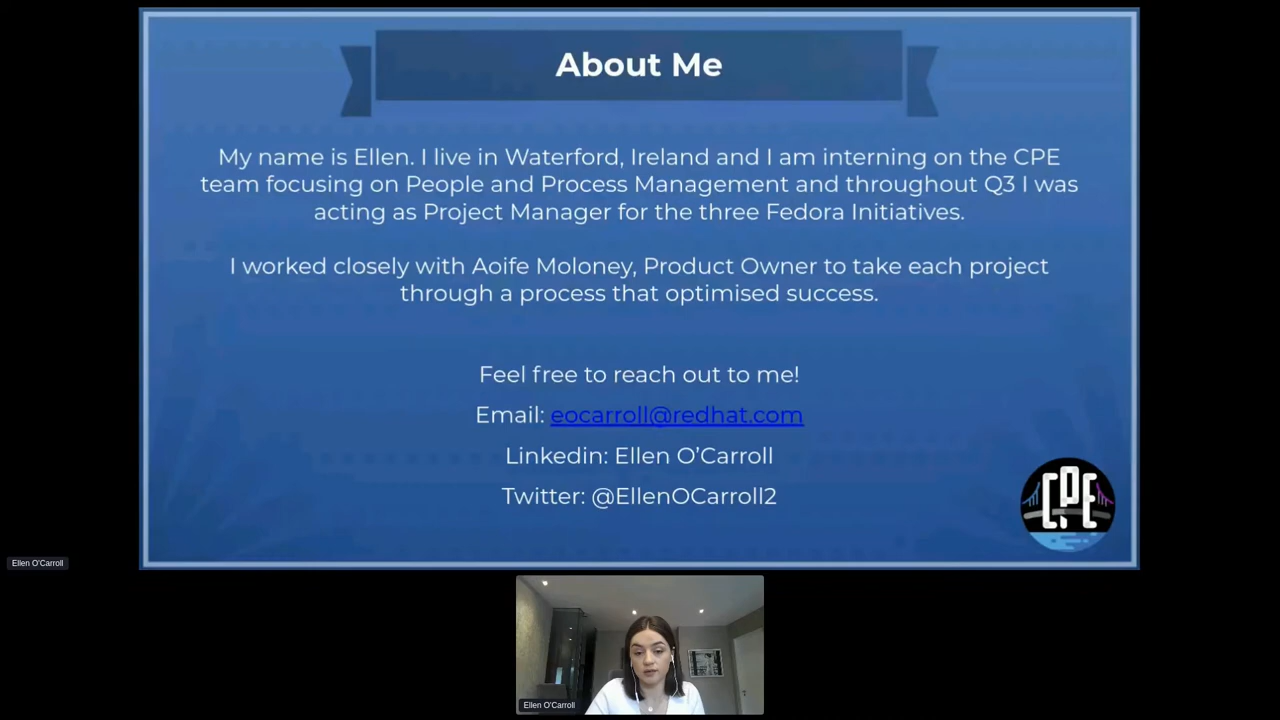 About Me
My name is Ellen. I live in Waterford, Ireland and I am interning on the CPE
team focusing on People and Process Management and throughout Q3 I was
acting as Project Manager for the three Fedora Initiatives.
I worked closely with Aoife Moloney, Product Owner to take each project
through a process that optimised success.
Feel free to reach out to me!
Email: eocarroll@redhat.com
Linkedin: Ellen O’Carroll
Twitter: @EllenOCarroll2
CPE
Ellen O'Carroll
Ellen O'Carroll